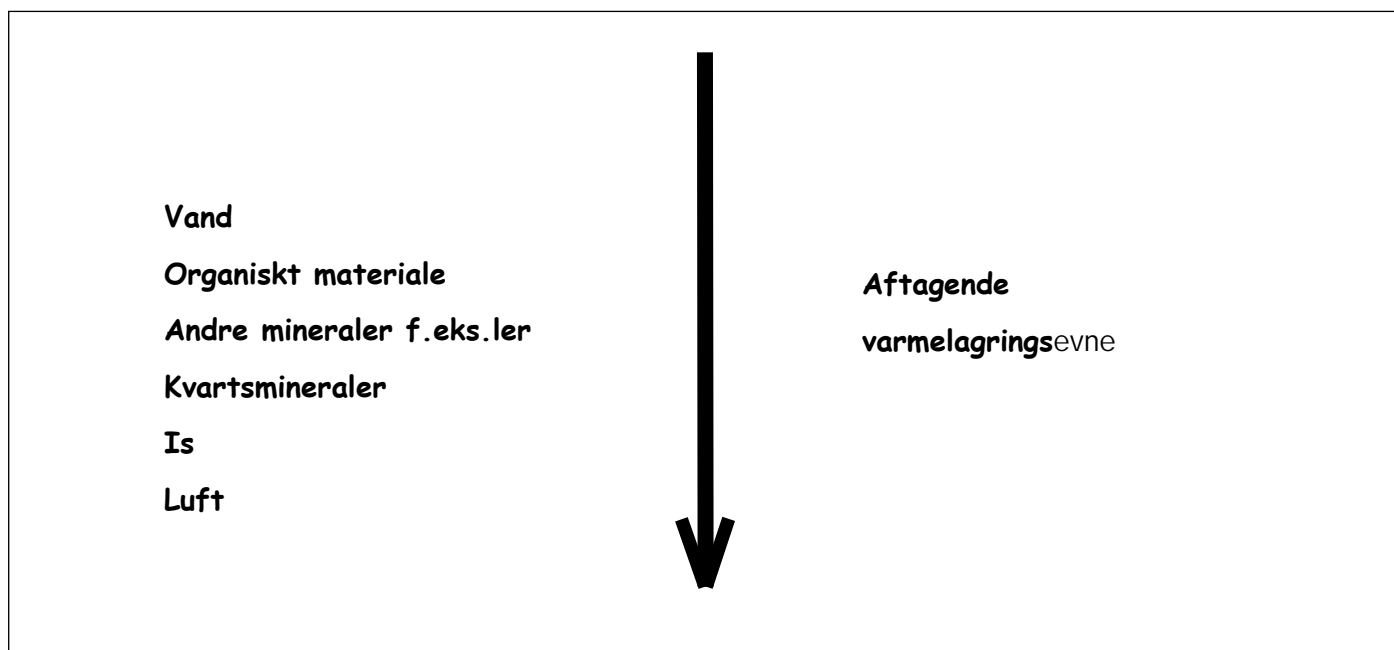 Vand
Organiskt materiale
Andre mineraler f.eks.ler
Kvartsmineraler
Is
Luft
Aftagende
varmelagringsevne